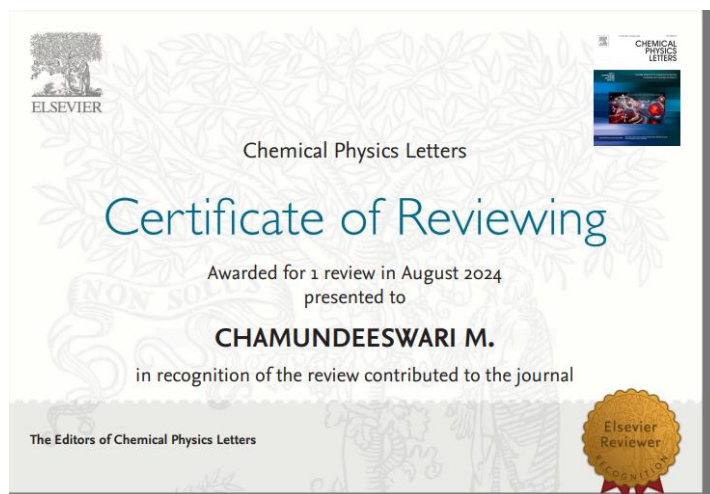 ELSEVIER
CHEMICAL
PHYSICS
LETTERS
Chemical Physics Letters
Certificate of Reviewing
Awarded for 1 review in August 2024
presented to
CHAMUNDEESWARI M.
in recognition of the review contributed to the journal
NON SOLUS
The Editors of Chemical Physics Letters
Elsevier
Reviewer
RECOGNITION